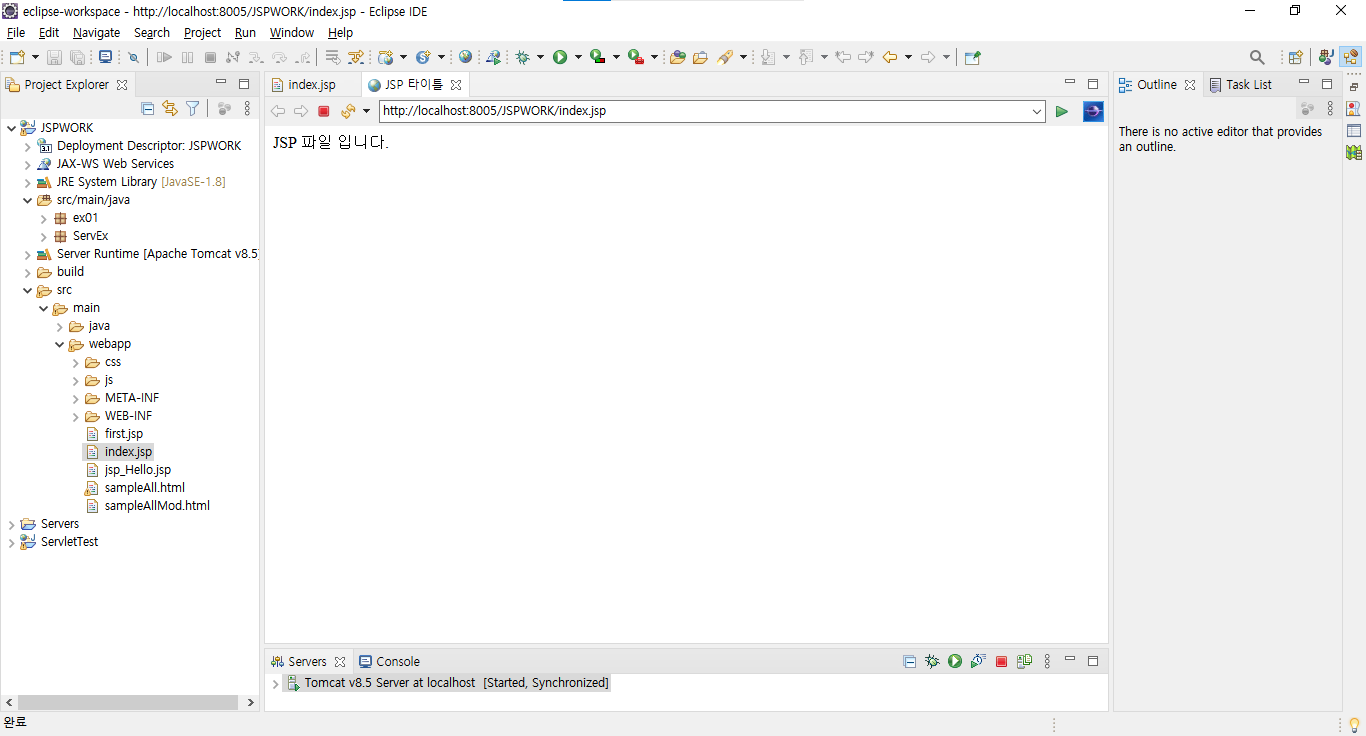 eclipse-workspace - http://localhost:8005/JSPWORK/index.jsp - Eclipse IDE
File Edit Navigate Search Project Run Window Help
Project Explorer
JSPWORK
Deployment Descriptor: JSPWORK
JAX-WS Web Services
JRE System Library [JavaSE-1.8]
src/main/java
ex01
ServEx
Server Runtime [Apache Tomcat v8.5]
build
src
main
java
webapp
css
js
META-INF
WEB-INF
first.jsp
index.jsp
jsp_Hello.jsp
sampleAll.html
sampleAllMod.html
Servers
ServletTest
index.jsp
JSP 타이틀
http://localhost:8005/JSPWORK/index.jsp
JSP 파일 입니다.
Servers
Console
Tomcat v8.5 Server at localhost [Started, Synchronized]
Outline
Task List
There is no active editor that provides
an outline.
완료